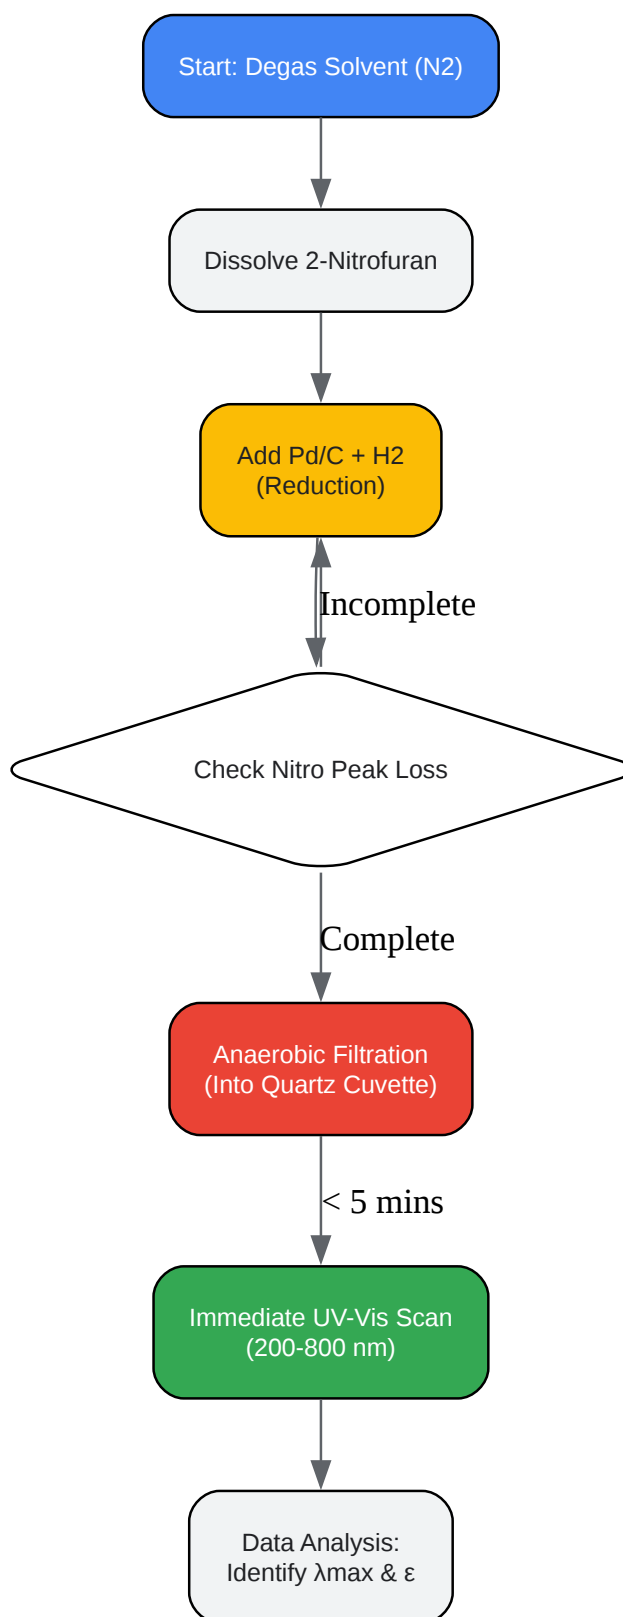 Start: Degas Solvent (N2)
Dissolve 2-Nitrofuran
Add Pd/C + H2
(Reduction)
Incomplete
Check Nitro Peak Loss
Complete
Anaerobic Filtration
(Into Quartz Cuvette)
< 5 mins
Immediate UV-Vis Scan
(200-800 nm)
Data Analysis:
Identify λmax & ε